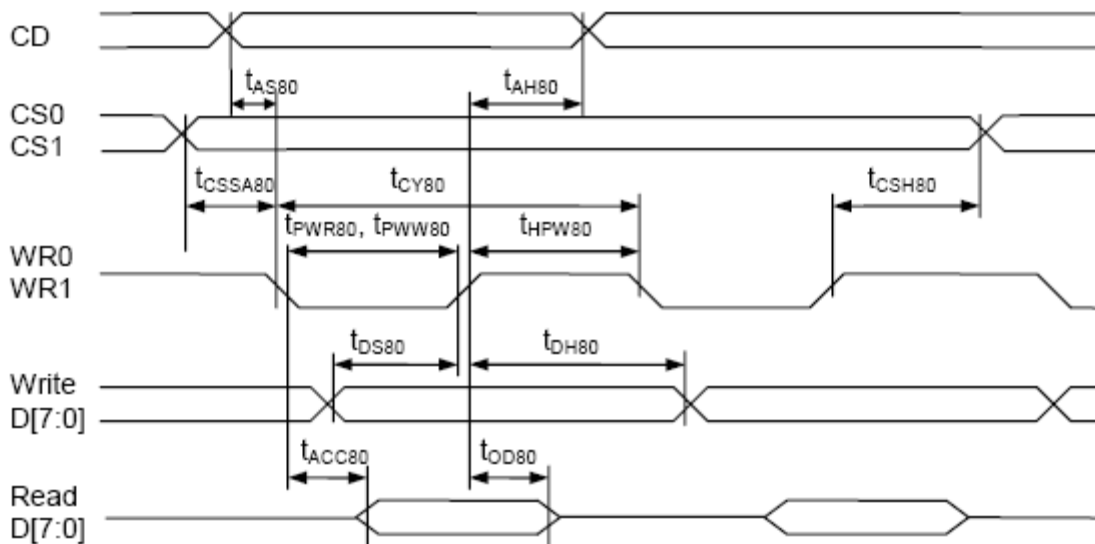 CD
tAS80 tAH80
CS0
CS1
tCSSA80 tCY80 tCSH80
tPWR80, tPWW80 tHPW80
WR0
WR1
tDS80 tDH80
Write
D[7:0]
tACC80 tOD80
Read
D[7:0]